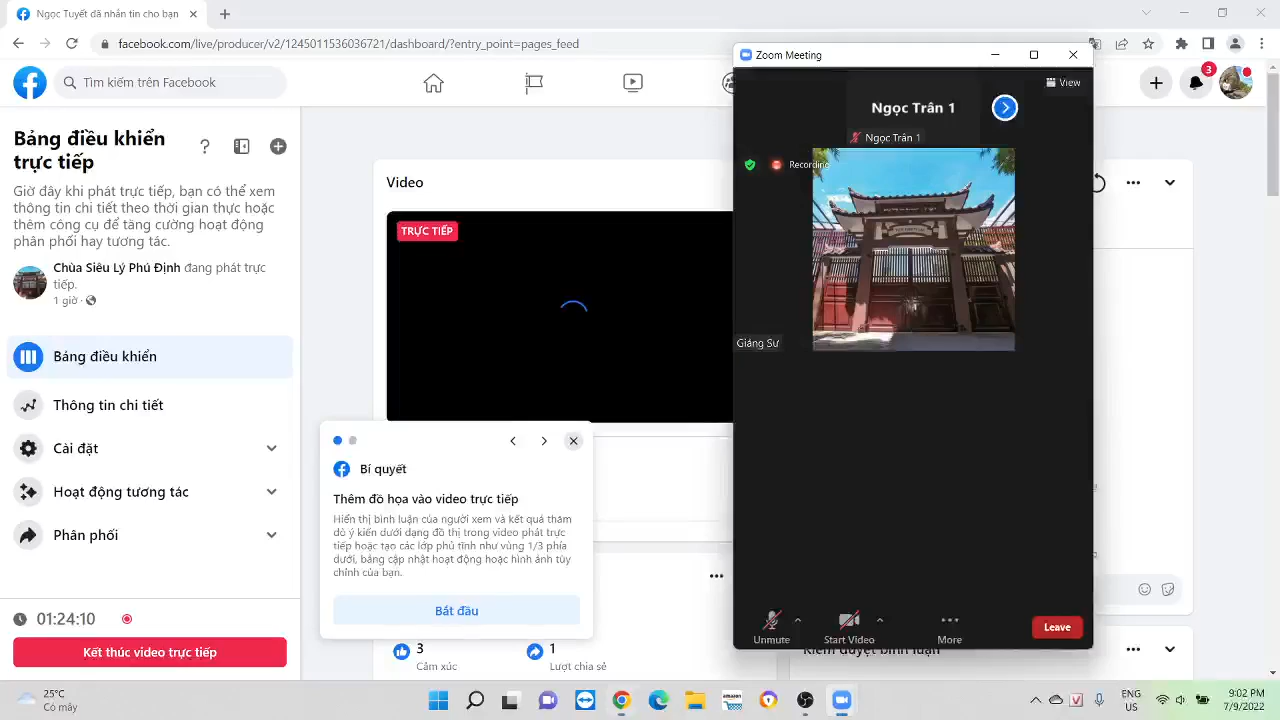 Ngọc Tuyết đã nhắn tin cho bạn
facebook.com/live/producer/v2/1245011536036721/dashboard/?entry_point=pages_feed
Tìm kiếm trên Facebook
3
Bảng điều khiển
trực tiếp
Giờ đây khi phát trực tiếp, bạn có thể xem
thông tin chi tiết theo thời gian thực hoặc
thêm công cụ để tăng cường hoạt động
phân phối hay tương tác.
Chùa Siêu Lý Phú Định đang phát trực
tiếp.
1 giờ ·
Bảng điều khiển
Thông tin chi tiết
Cài đặt
Hoạt động tương tác
Phân phối
01:24:10
Kết thúc video trực tiếp
Video
TRỰC TIẾP
Bí quyết
Thêm đồ họa vào video trực tiếp
Hiển thị bình luận của người xem và kết quả thăm
dò ý kiến dưới dạng đồ thị trong video phát trực
tiếp hoặc tạo các lớp phủ tĩnh như vùng 1/3 phía
dưới, bảng cập nhật hoạt động hoặc hình ảnh tùy
chỉnh của bạn.
Bắt đầu
3
Cảm xúc
1
Lượt chia sẻ
Zoom Meeting
View
Ngọc Trân 1
Ngọc Trân 1
Recording
Giảng Sư
Unmute
Start Video
More
Leave
Kiểm duyệt bình luận
25°C
Có mây
ENG
US
9:02 PM
7/9/2022